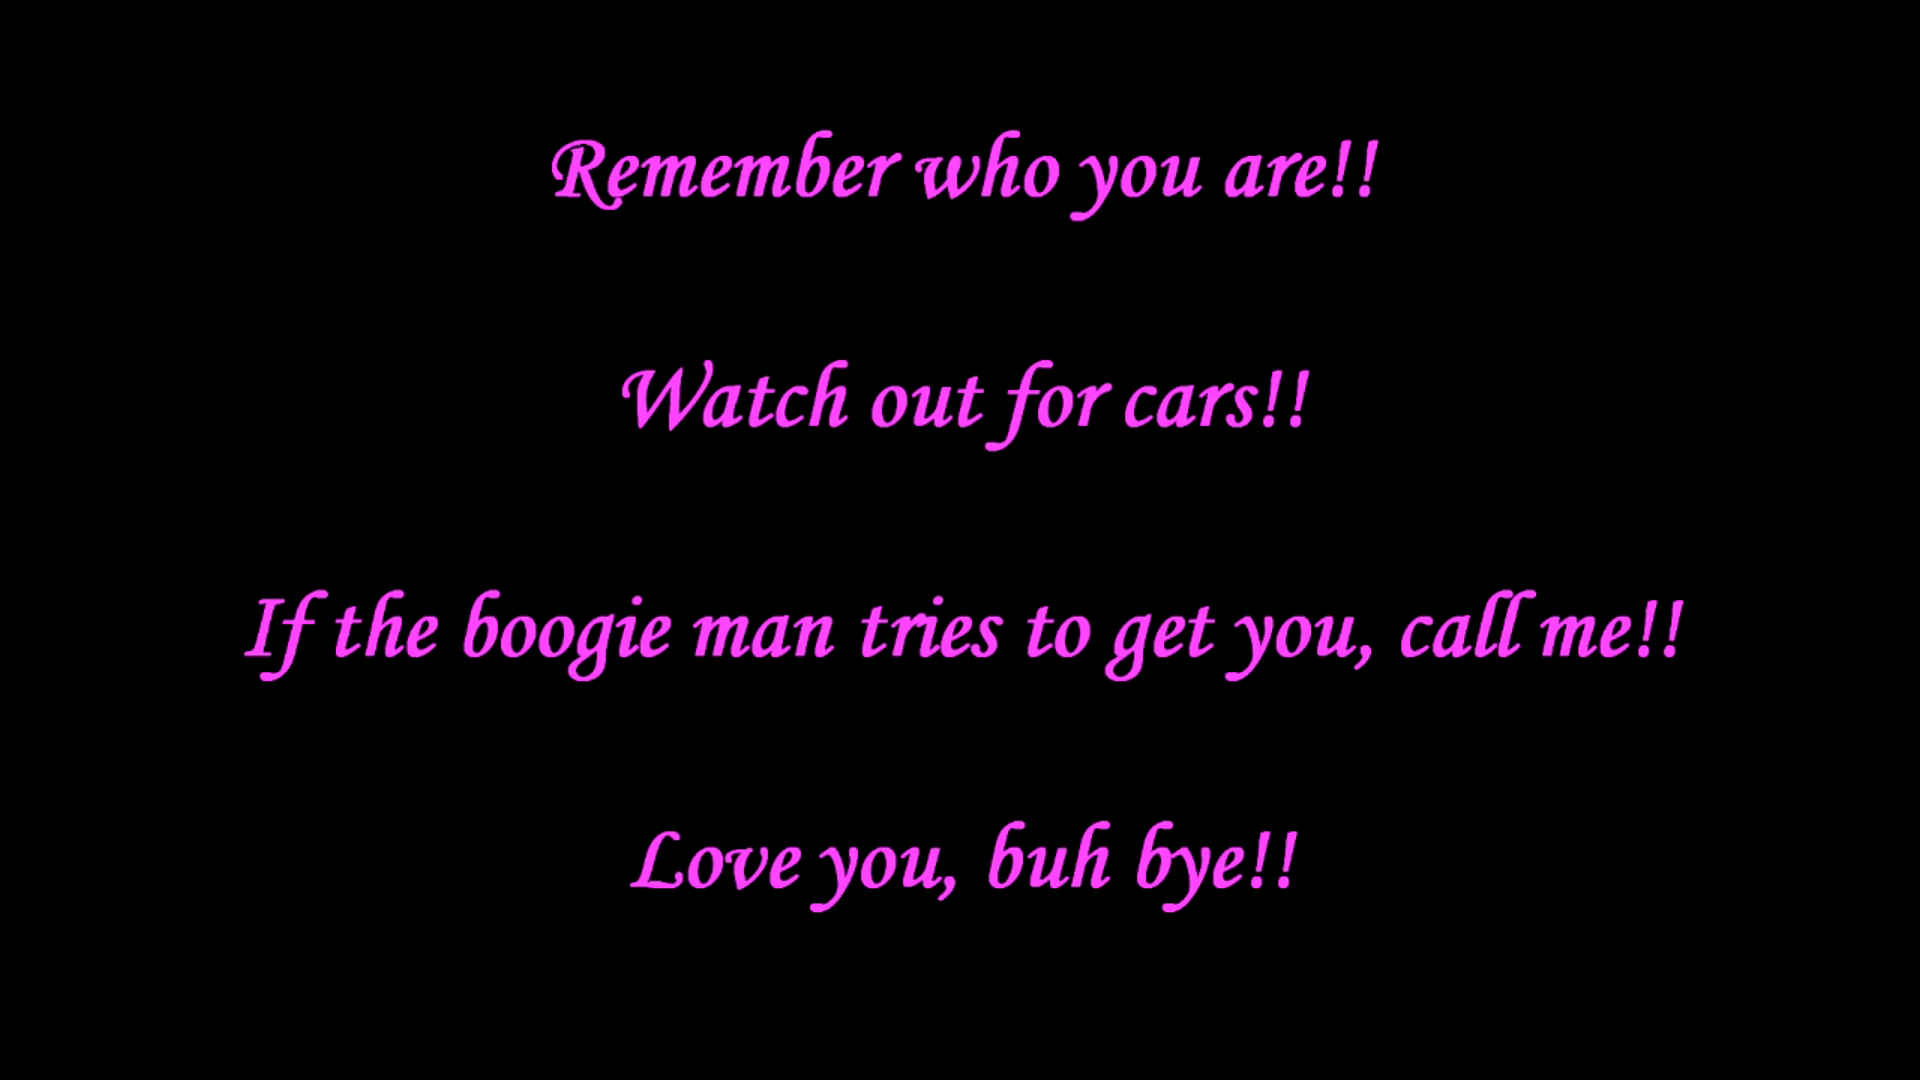 Remember who you are!!
Watch out for cars!!
If the boogie man tries to get you, call me!!
Love you, buh bye!!